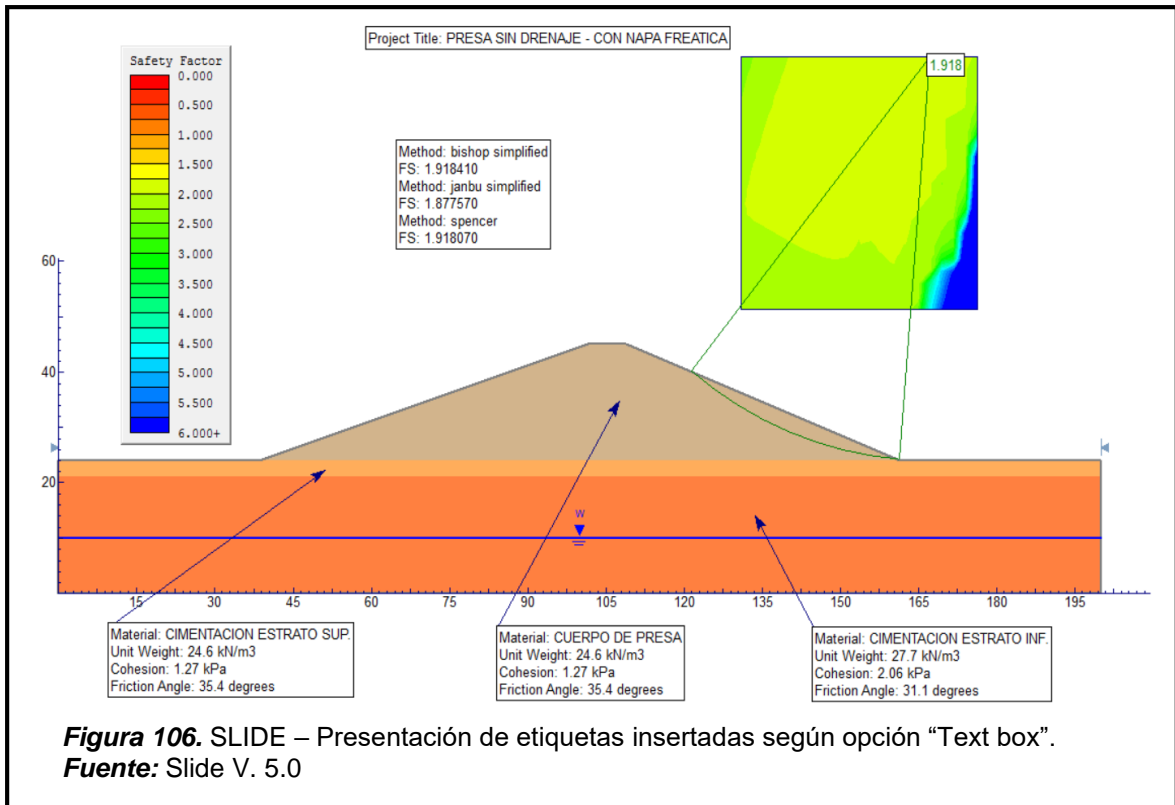 Project Title: PRESA SIN DRENAJE - CON NAPA FREATICA
Safety Factor
0.000
0.500
1.000
1.500
2.000
2.500
3.000
3.500
4.000
4.500
5.000
5.500
6.000+
1.918
Method: bishop simplified
FS: 1.918410
Method: janbu simplified
FS: 1.877570
Method: spencer
FS: 1.918070
60
40
20
W
15
30
45
60
75
90
105
120
135
150
165
180
195
Material: CIMENTACION ESTRATO SUP.
Unit Weight: 24.6 kN/m3
Cohesion: 1.27 kPa
Friction Angle: 35.4 degrees
Material: CUERPO DE PRESA
Unit Weight: 24.6 kN/m3
Cohesion: 1.27 kPa
Friction Angle: 35.4 degrees
Material: CIMENTACION ESTRATO INF.
Unit Weight: 27.7 kN/m3
Cohesion: 2.06 kPa
Friction Angle: 31.1 degrees
Figura 106. SLIDE – Presentación de etiquetas insertadas según opción “Text box”.
Fuente: Slide V. 5.0